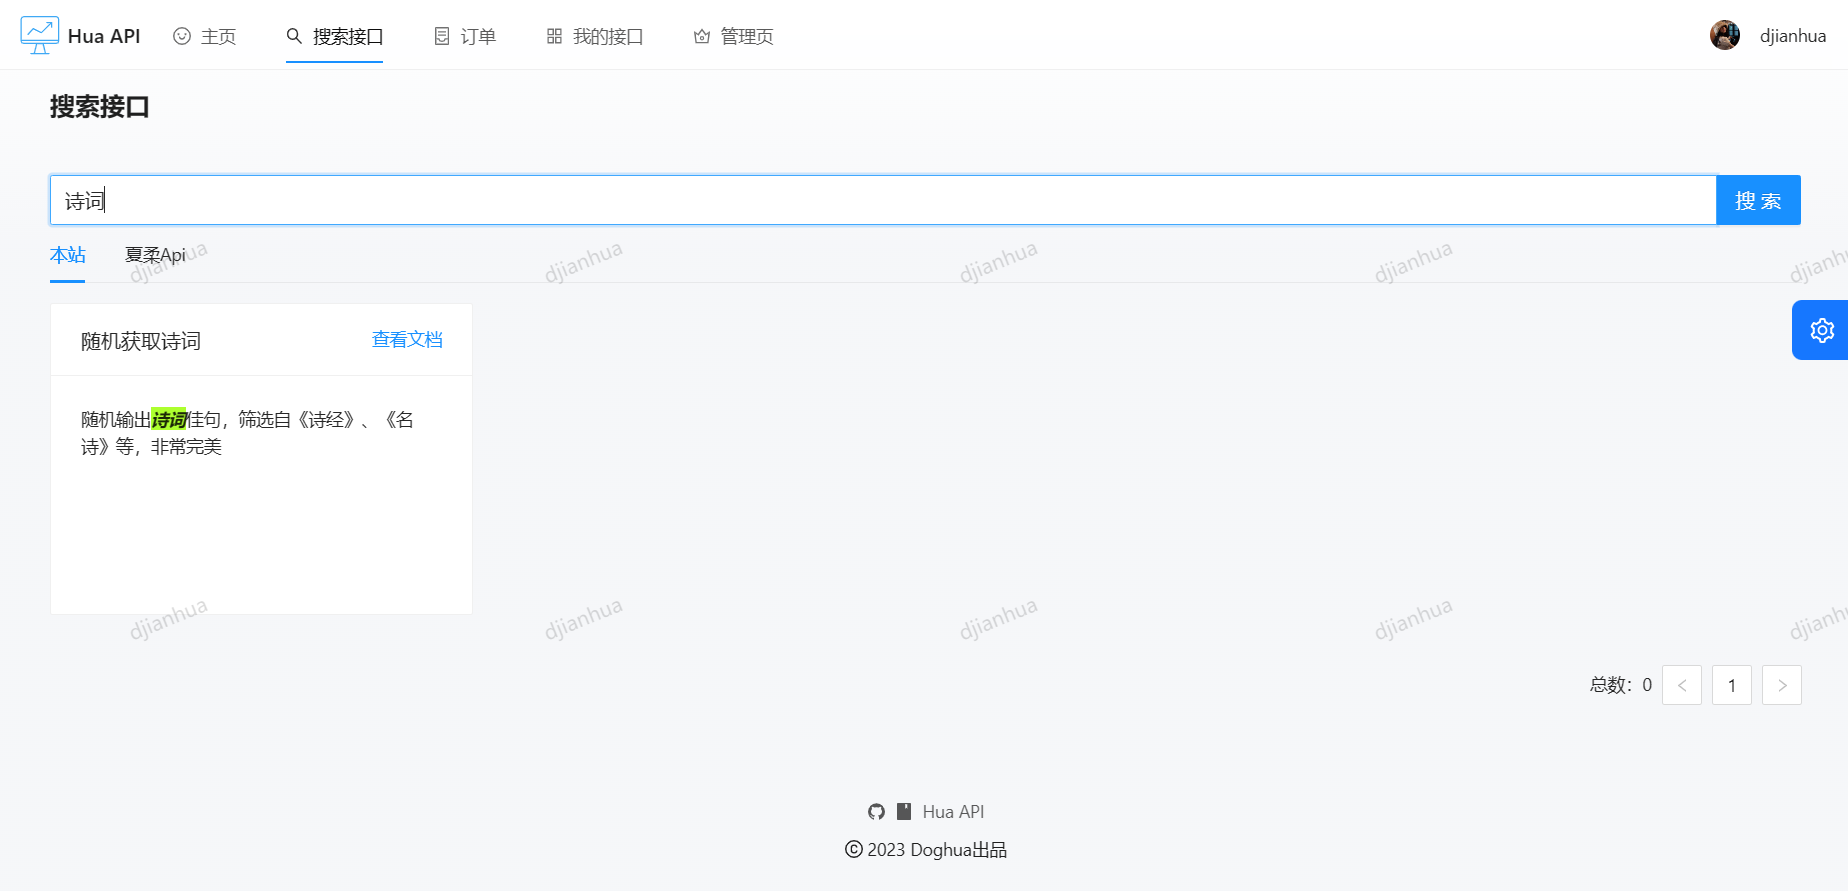 Hua API 主页 搜索接口 订单 我的接口 管理页 djianhua
搜索接口
诗词 搜 索
本站 夏柔Api
djianhua djianhua djianhua djianhua djianh
随机获取诗词 查看文档
随机输出诗词佳句，筛选自《诗经》、《名
诗》等，非常完美
djianhua djianhua djianhua djianhua djianh
总数：0 < 1 >
Hua API
© 2023 Doghua出品